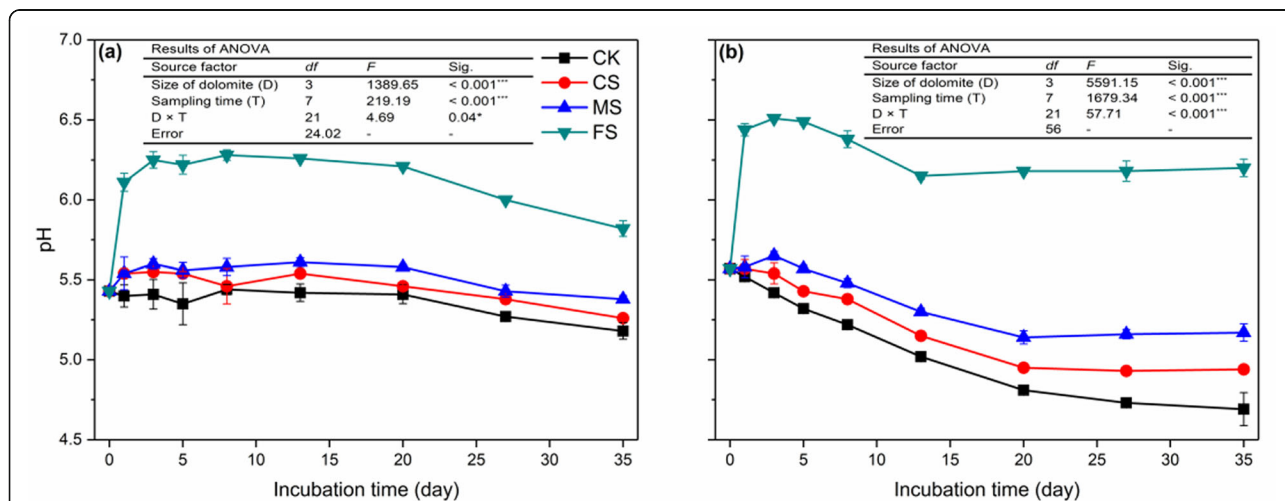 (a)
Results of ANOVA
Source factor df F Sig.
Size of dolomite (D) 3 1389.65 < 0.001***
Sampling time (T) 7 219.19 < 0.001***
D × T 21 4.69 0.04*
Error 24.02 - -
CK
CS
MS
FS
pH
7.0
6.5
6.0
5.5
5.0
4.5
0 5 10 15 20 25 30 35
Incubation time (day)
(b)
Results of ANOVA
Source factor df F Sig.
Size of dolomite (D) 3 5591.15 < 0.001***
Sampling time (T) 7 1679.34 < 0.001***
D × T 21 57.71 < 0.001***
Error 56 - -
0 5 10 15 20 25 30 35
Incubation time (day)